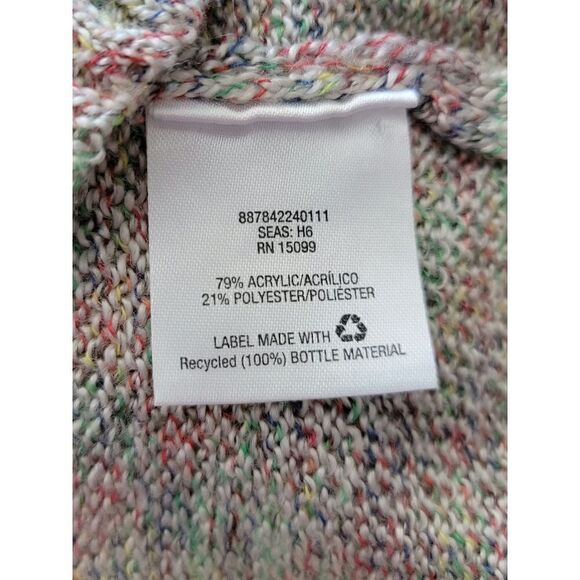 887842240111
SEAS: H6
RN 15099
79% ACRYLIC/ACRÍLICO
21% POLYESTER/POLIÉSTER
LABEL MADE WITH
Recycled (100%) BOTTLE MATERIAL